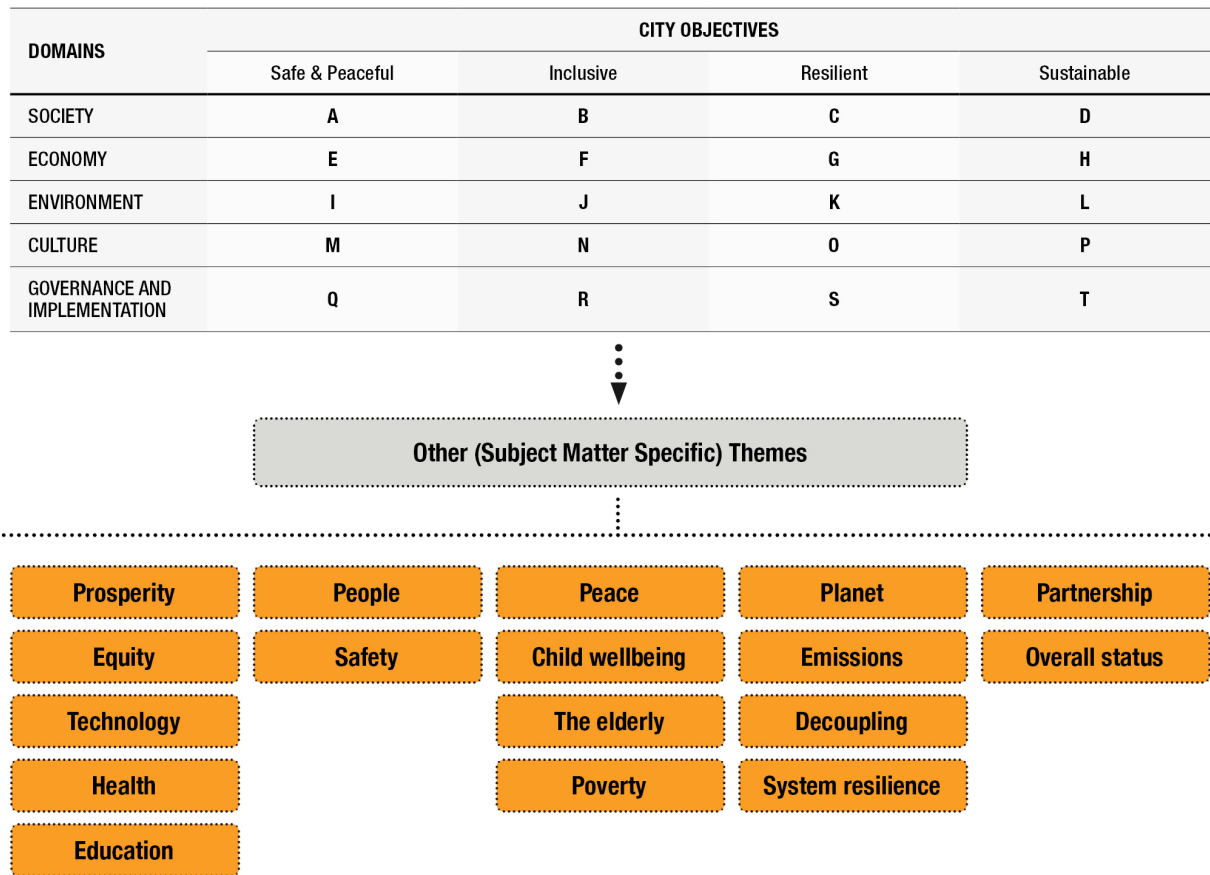 DOMAINS
CITY OBJECTIVES
Safe & Peaceful Inclusive Resilient Sustainable
SOCIETY A B C D
ECONOMY E F G H
ENVIRONMENT I J K L
CULTURE M N O P
GOVERNANCE AND
IMPLEMENTATION Q R S T
Other (Subject Matter Specific) Themes
Prosperity People Peace Planet Partnership
Equity Safety Child wellbeing Emissions Overall status
Technology The elderly Decoupling
Health Poverty System resilience
Education